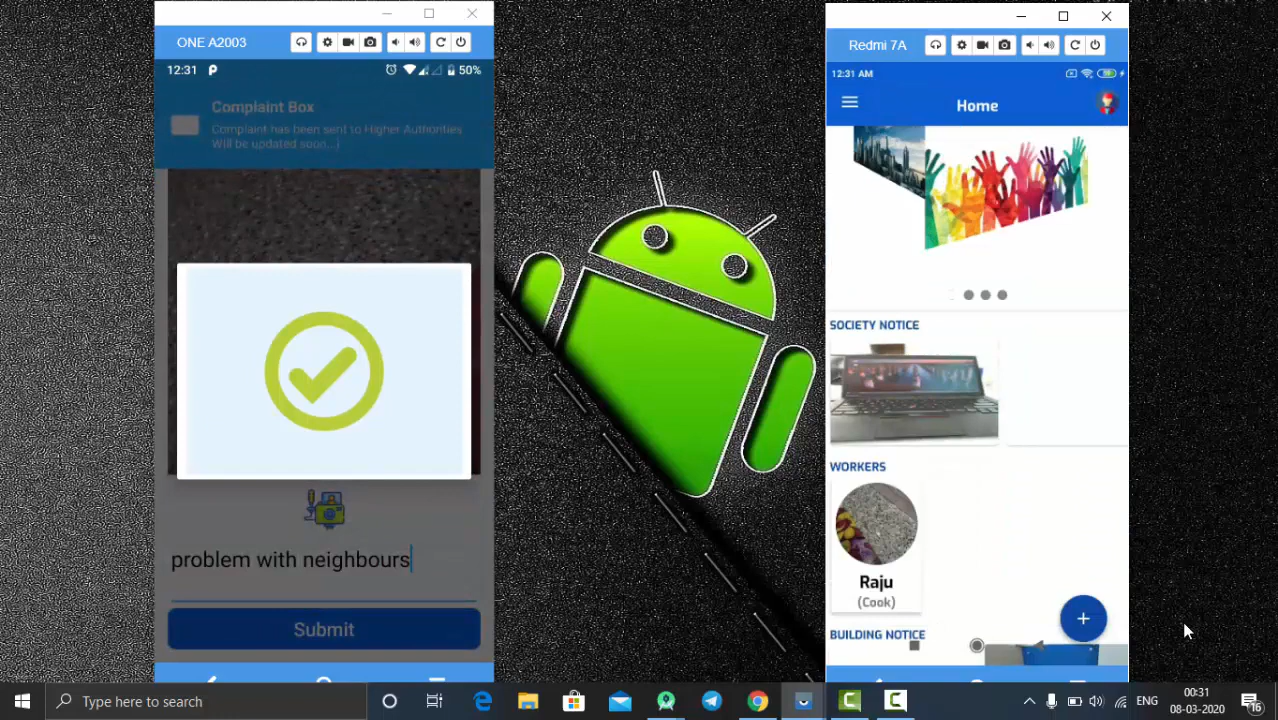 ONE A2003
12:31
50%
Complaint Box
Complaint has been sent to Higher Authorities
Will be updated soon...)
problem with neighbours
Submit
Redmi 7A
12:31 AM
Home
SOCIETY NOTICE
WORKERS
Raju
(Cook)
+
BUILDING NOTICE
Type here to search
ENG
00:31
08-03-2020
16